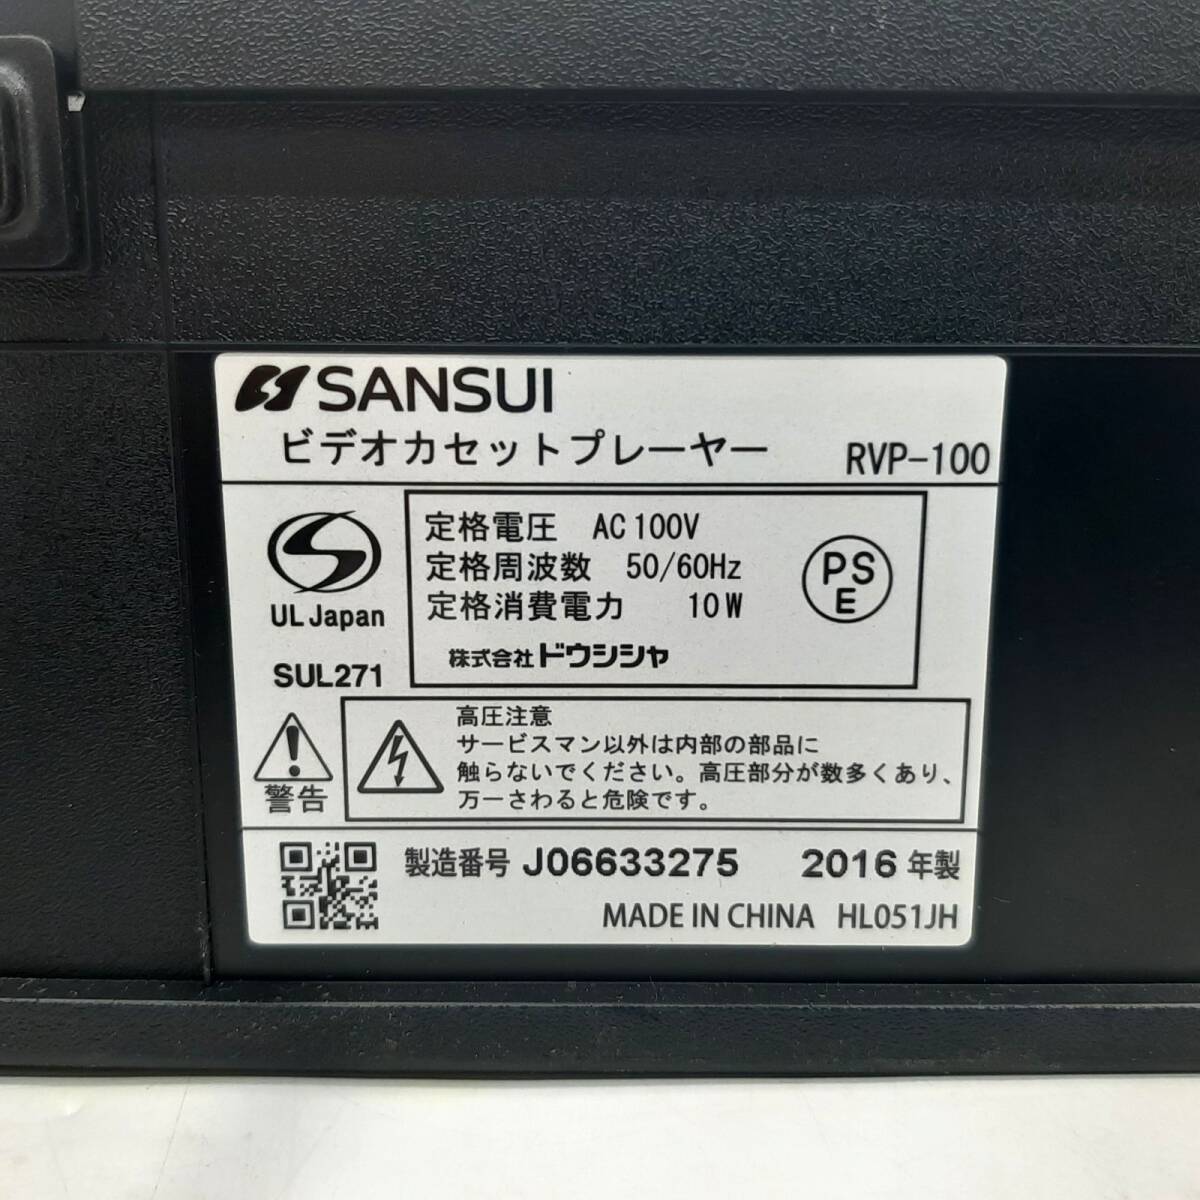 SANSUI
ビデオカセットプレーヤー RVP-100
UL Japan
SUL271
定格電圧 AC 100V
定格周波数 50/60Hz
定格消費電力 10W
株式会社ドウシシャ
PS
E
警告
高圧注意
サービスマン以外は内部の部品に
触らないでください。高圧部分が数多くあり、
万一さわると危険です。
製造番号 J06633275 2016年製
MADE IN CHINA HL051JH